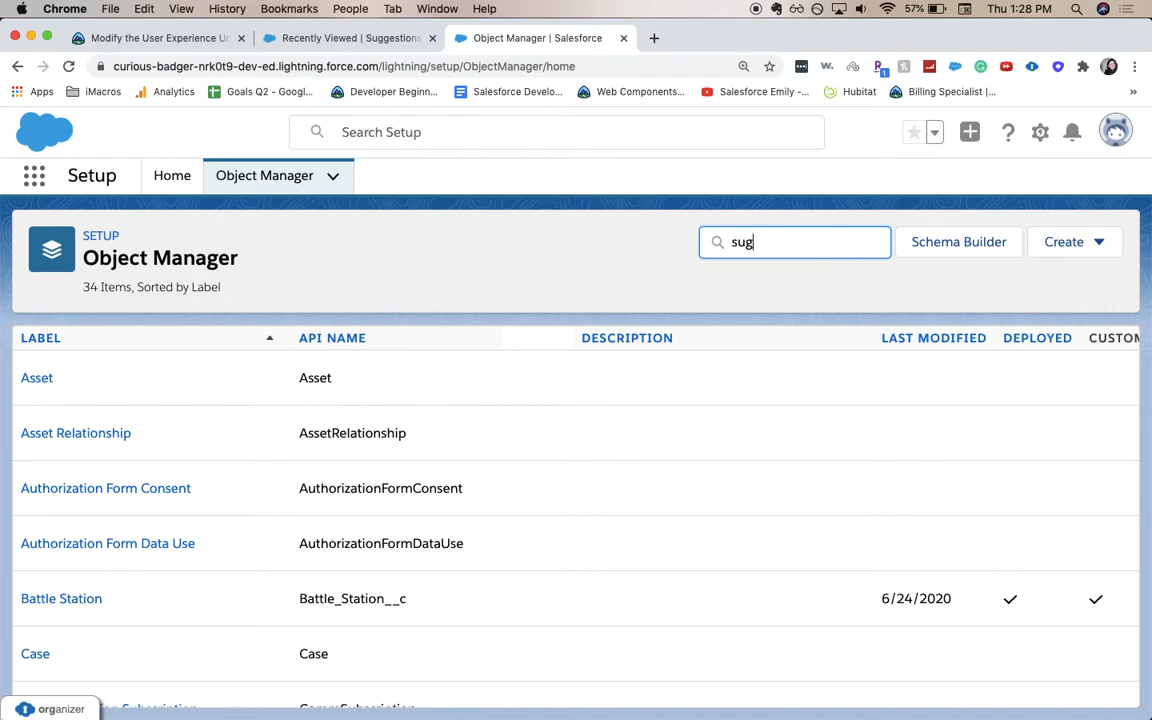 Chrome File Edit View History Bookmarks People Tab Window Help 57% Thu 1:28 PM
Modify the User Experience U Recently Viewed | Suggestions Object Manager | Salesforce
curious-badger-nrk0t9-dev-ed.lightning.force.com/lightning/setup/ObjectManager/home
Apps iMacros Analytics Goals Q2 - Googl... Developer Beginn... Salesforce Develo... Web Components... Salesforce Emily -... Hubitat Billing Specialist |... »
Search Setup
Setup Home Object Manager
SETUP
Object Manager
34 Items, Sorted by Label
sug
Schema Builder
Create
LABEL API NAME DESCRIPTION LAST MODIFIED DEPLOYED CUSTOM
Asset Asset
Asset Relationship AssetRelationship
Authorization Form Consent AuthorizationFormConsent
Authorization Form Data Use AuthorizationFormDataUse
Battle Station Battle_Station__c 6/24/2020
Case Case
organizer